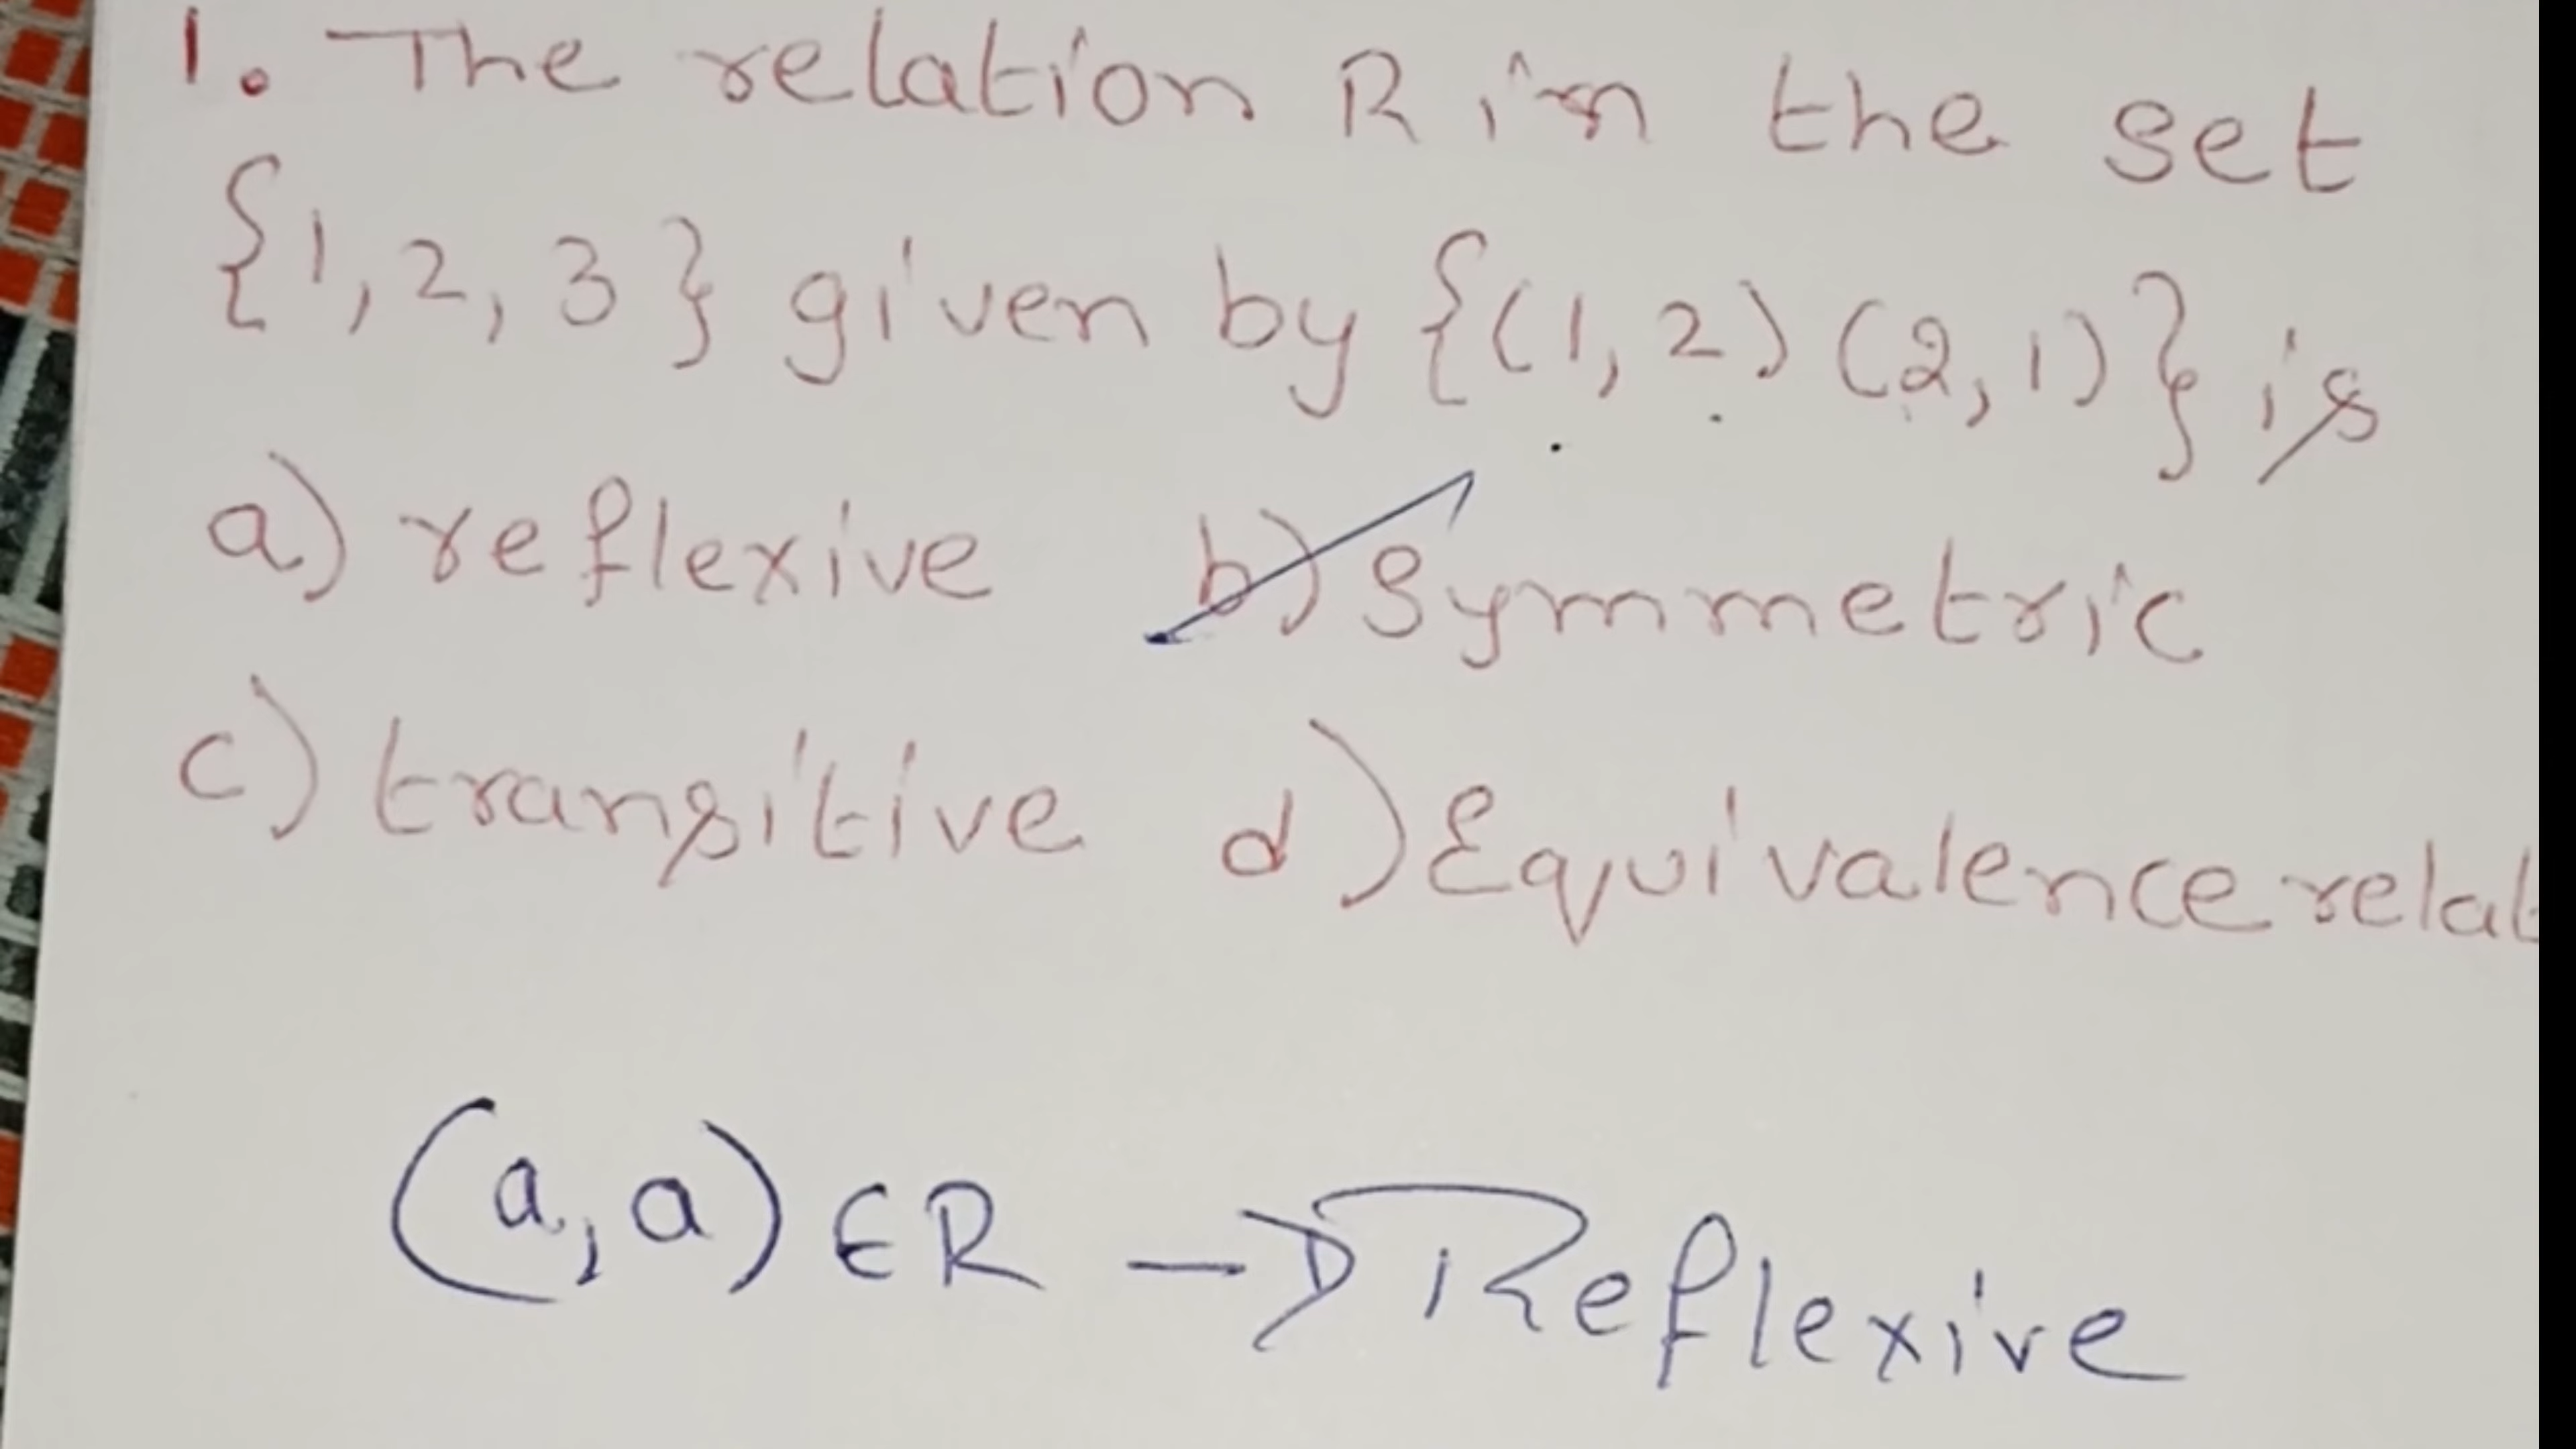 1. The relation R in the set
{1, 2, 3} given by {(1, 2) (2, 1)} is
a) reflexive b) Symmetric
c) transitive d) Equivalence relat
(a, a) ∈ R → Reflexive